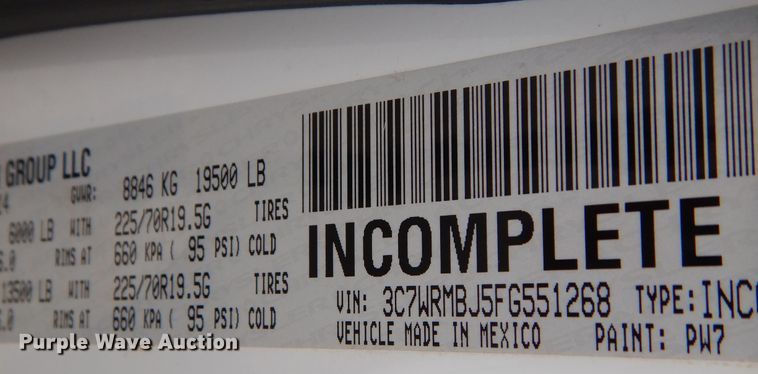 GROUP LLC
GVWR: 8846 KG 19500 LB
6000 LB WITH 225/70R19.5G TIRES
RIMS AT 660 KPA ( 95 PSI) COLD
13500 LB WITH 225/70R19.5G TIRES
RIMS AT 660 KPA ( 95 PSI) COLD
INCOMPLETE
VIN: 3C7WRMBJ5FG551268 TYPE: INC
VEHICLE MADE IN MEXICO PAINT: PW7
Purple Wave Auction